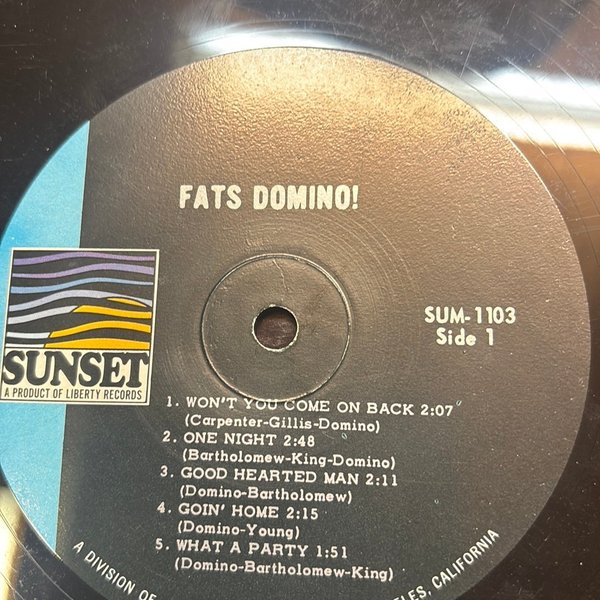 FATS DOMINO!
SUNSET
A PRODUCT OF LIBERTY RECORDS
SUM-1103
Side 1
1. WON'T YOU COME ON BACK 2:07
(Carpenter-Gillis-Domino)
2. ONE NIGHT 2:48
(Bartholomew-King-Domino)
3. GOOD HEARTED MAN 2:11
(Domino-Bartholomew)
4. GOIN' HOME 2:15
(Domino-Young)
5. WHAT A PARTY 1:51
(Domino-Bartholomew-King)
A DIVISION OF
CALIFORNIA